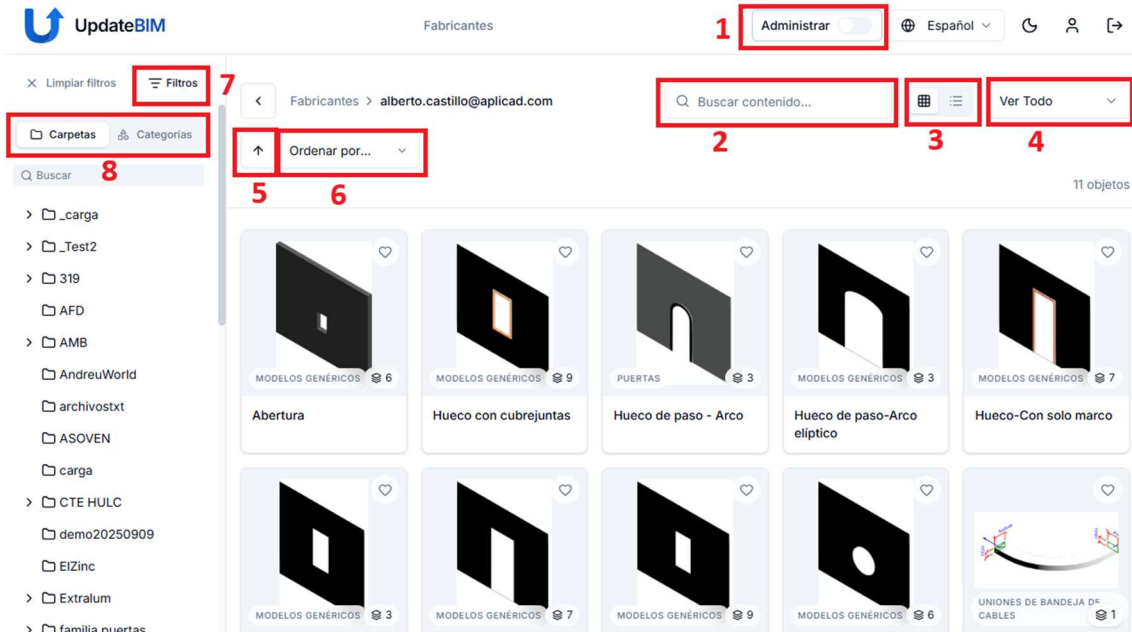 UpdateBIM
Fabricantes
1
Administrar
Español
Limpiar filtros
Filtros
7
Fabricantes > alberto.castillo@aplicad.com
Buscar contenido...
Ver Todo
2
3
4
Carpetas
Categorías
8
Ordenar por...
5
6
Buscar
11 objetos
_carga
_Test2
319
AFD
AMB
AndreuWorld
archivostxt
ASOVEN
carga
CTE HULC
demo20250909
ElZinc
Extralum
familia puertas
MODELOS GENÉRICOS 6
Abertura
MODELOS GENÉRICOS 9
Hueco con cubrejuntas
PUERTAS 3
Hueco de paso - Arco
MODELOS GENÉRICOS 3
Hueco de paso-Arco
elíptico
MODELOS GENÉRICOS 7
Hueco-Con solo marco
MODELOS GENÉRICOS 3
MODELOS GENÉRICOS 7
MODELOS GENÉRICOS 9
MODELOS GENÉRICOS 6
UNIONES DE BANDEJA DE
CABLES 1